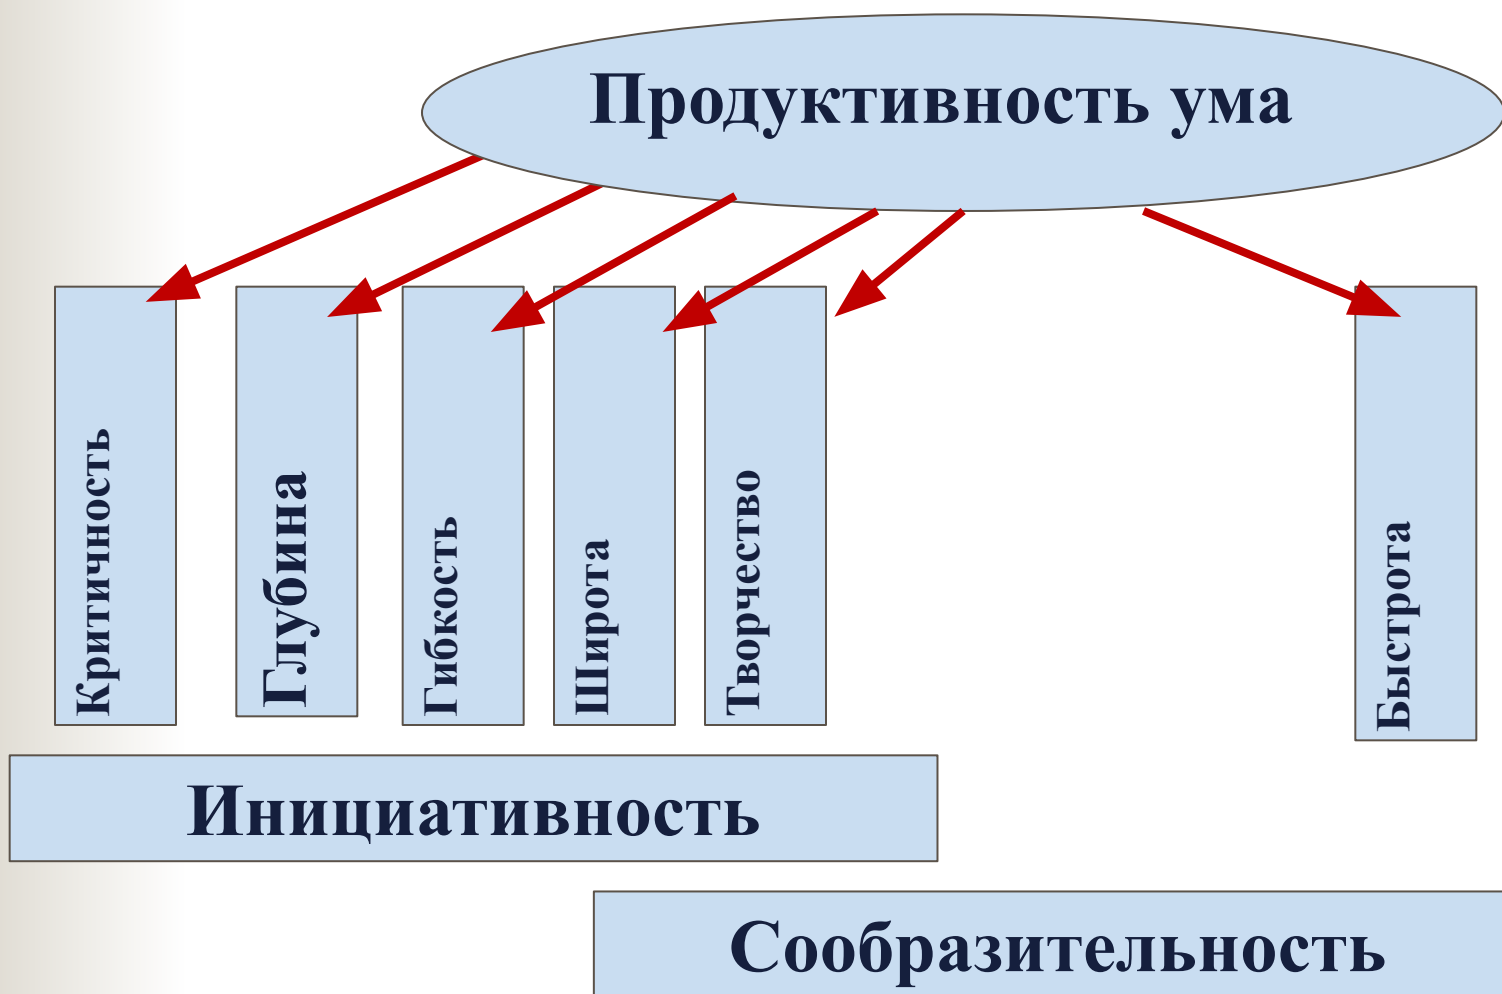 Продуктивность ума
Критичность
Глубина
Гибкость
Широта
Творчество
Быстрота
Инициативность
Сообразительность